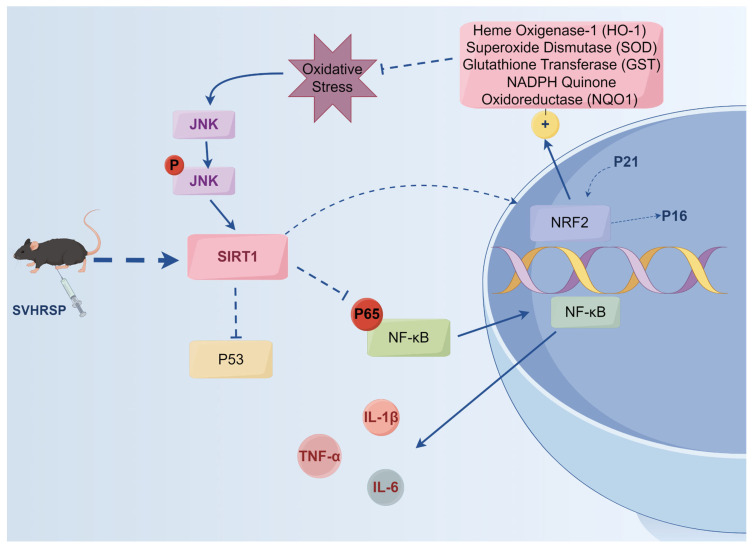 Heme Oxigenase-1 (HO-1)
Superoxide Dismutase (SOD)
Glutathione Transferase (GST)
NADPH Quinone
Oxidoreductase (NQO1)
+
Oxidative
Stress
JNK
P
JNK
P21
NRF2
P16
SIRT1
SVHRSP
P65
NF-κB
NF-κB
P53
IL-1β
TNF-α
IL-6